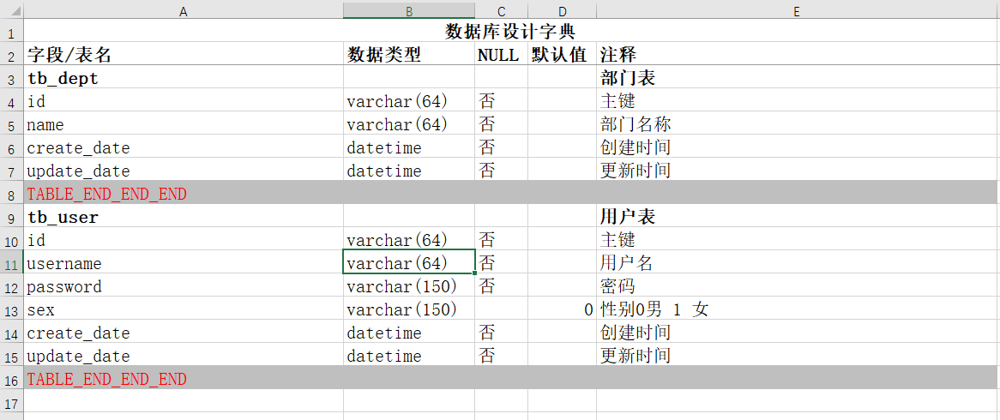 A B C D E
1 数据库设计字典
2 字段/表名 数据类型 NULL 默认值 注释
3 tb_dept 部门表
4 id varchar(64) 否 主键
5 name varchar(64) 否 部门名称
6 create_date datetime 否 创建时间
7 update_date datetime 否 更新时间
8 TABLE_END_END_END
9 tb_user 用户表
10 id varchar(64) 否 主键
11 username varchar(64) 否 用户名
12 password varchar(150) 否 密码
13 sex varchar(150) 0 性别0男 1 女
14 create_date datetime 否 创建时间
15 update_date datetime 否 更新时间
16 TABLE_END_END_END
17